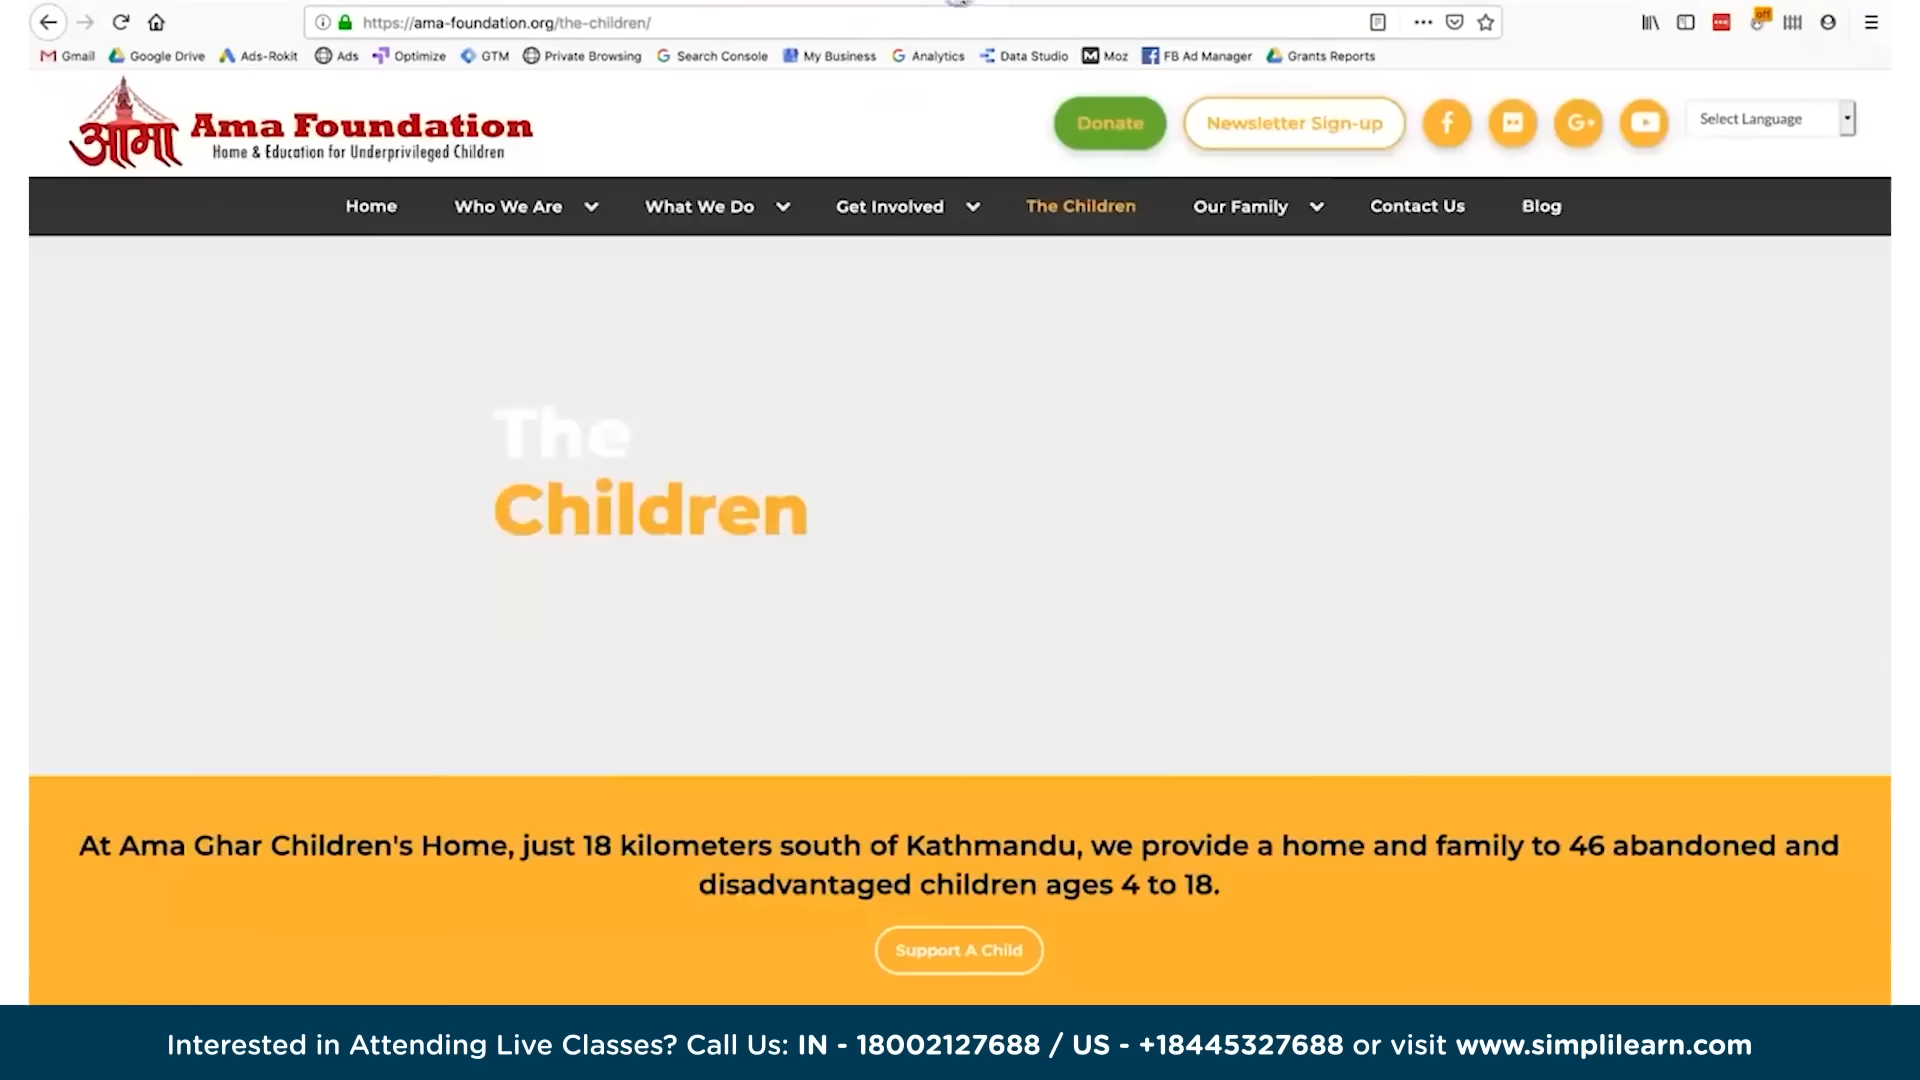 https://ama-foundation.org/the-children/
Gmail Google Drive Ads-Rokit Ads Optimize GTM Private Browsing Search Console My Business Analytics Data Studio Moz FB Ad Manager Grants Reports
off
आमा Ama Foundation
Home & Education for Underprivileged Children
Donate Newsletter Sign-up Select Language
Home Who We Are What We Do Get Involved The Children Our Family Contact Us Blog
The
Children
At Ama Ghar Children's Home, just 18 kilometers south of Kathmandu, we provide a home and family to 46 abandoned and
disadvantaged children ages 4 to 18.
Support A Child
Interested in Attending Live Classes? Call Us: IN - 18002127688 / US - +18445327688 or visit www.simplilearn.com